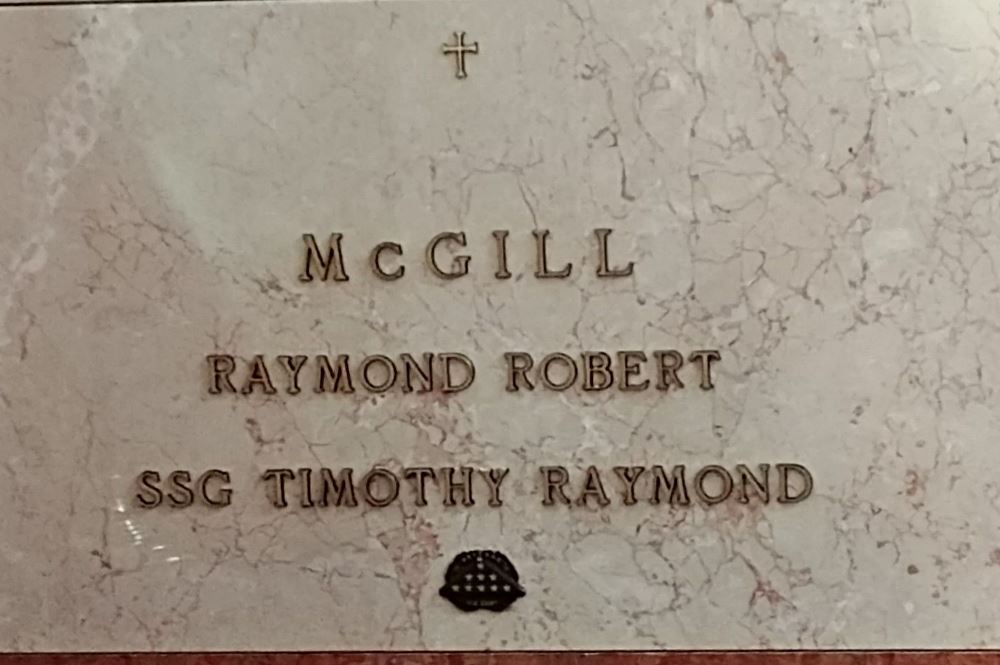 McGILL
RAYMOND ROBERT
SSG TIMOTHY RAYMOND